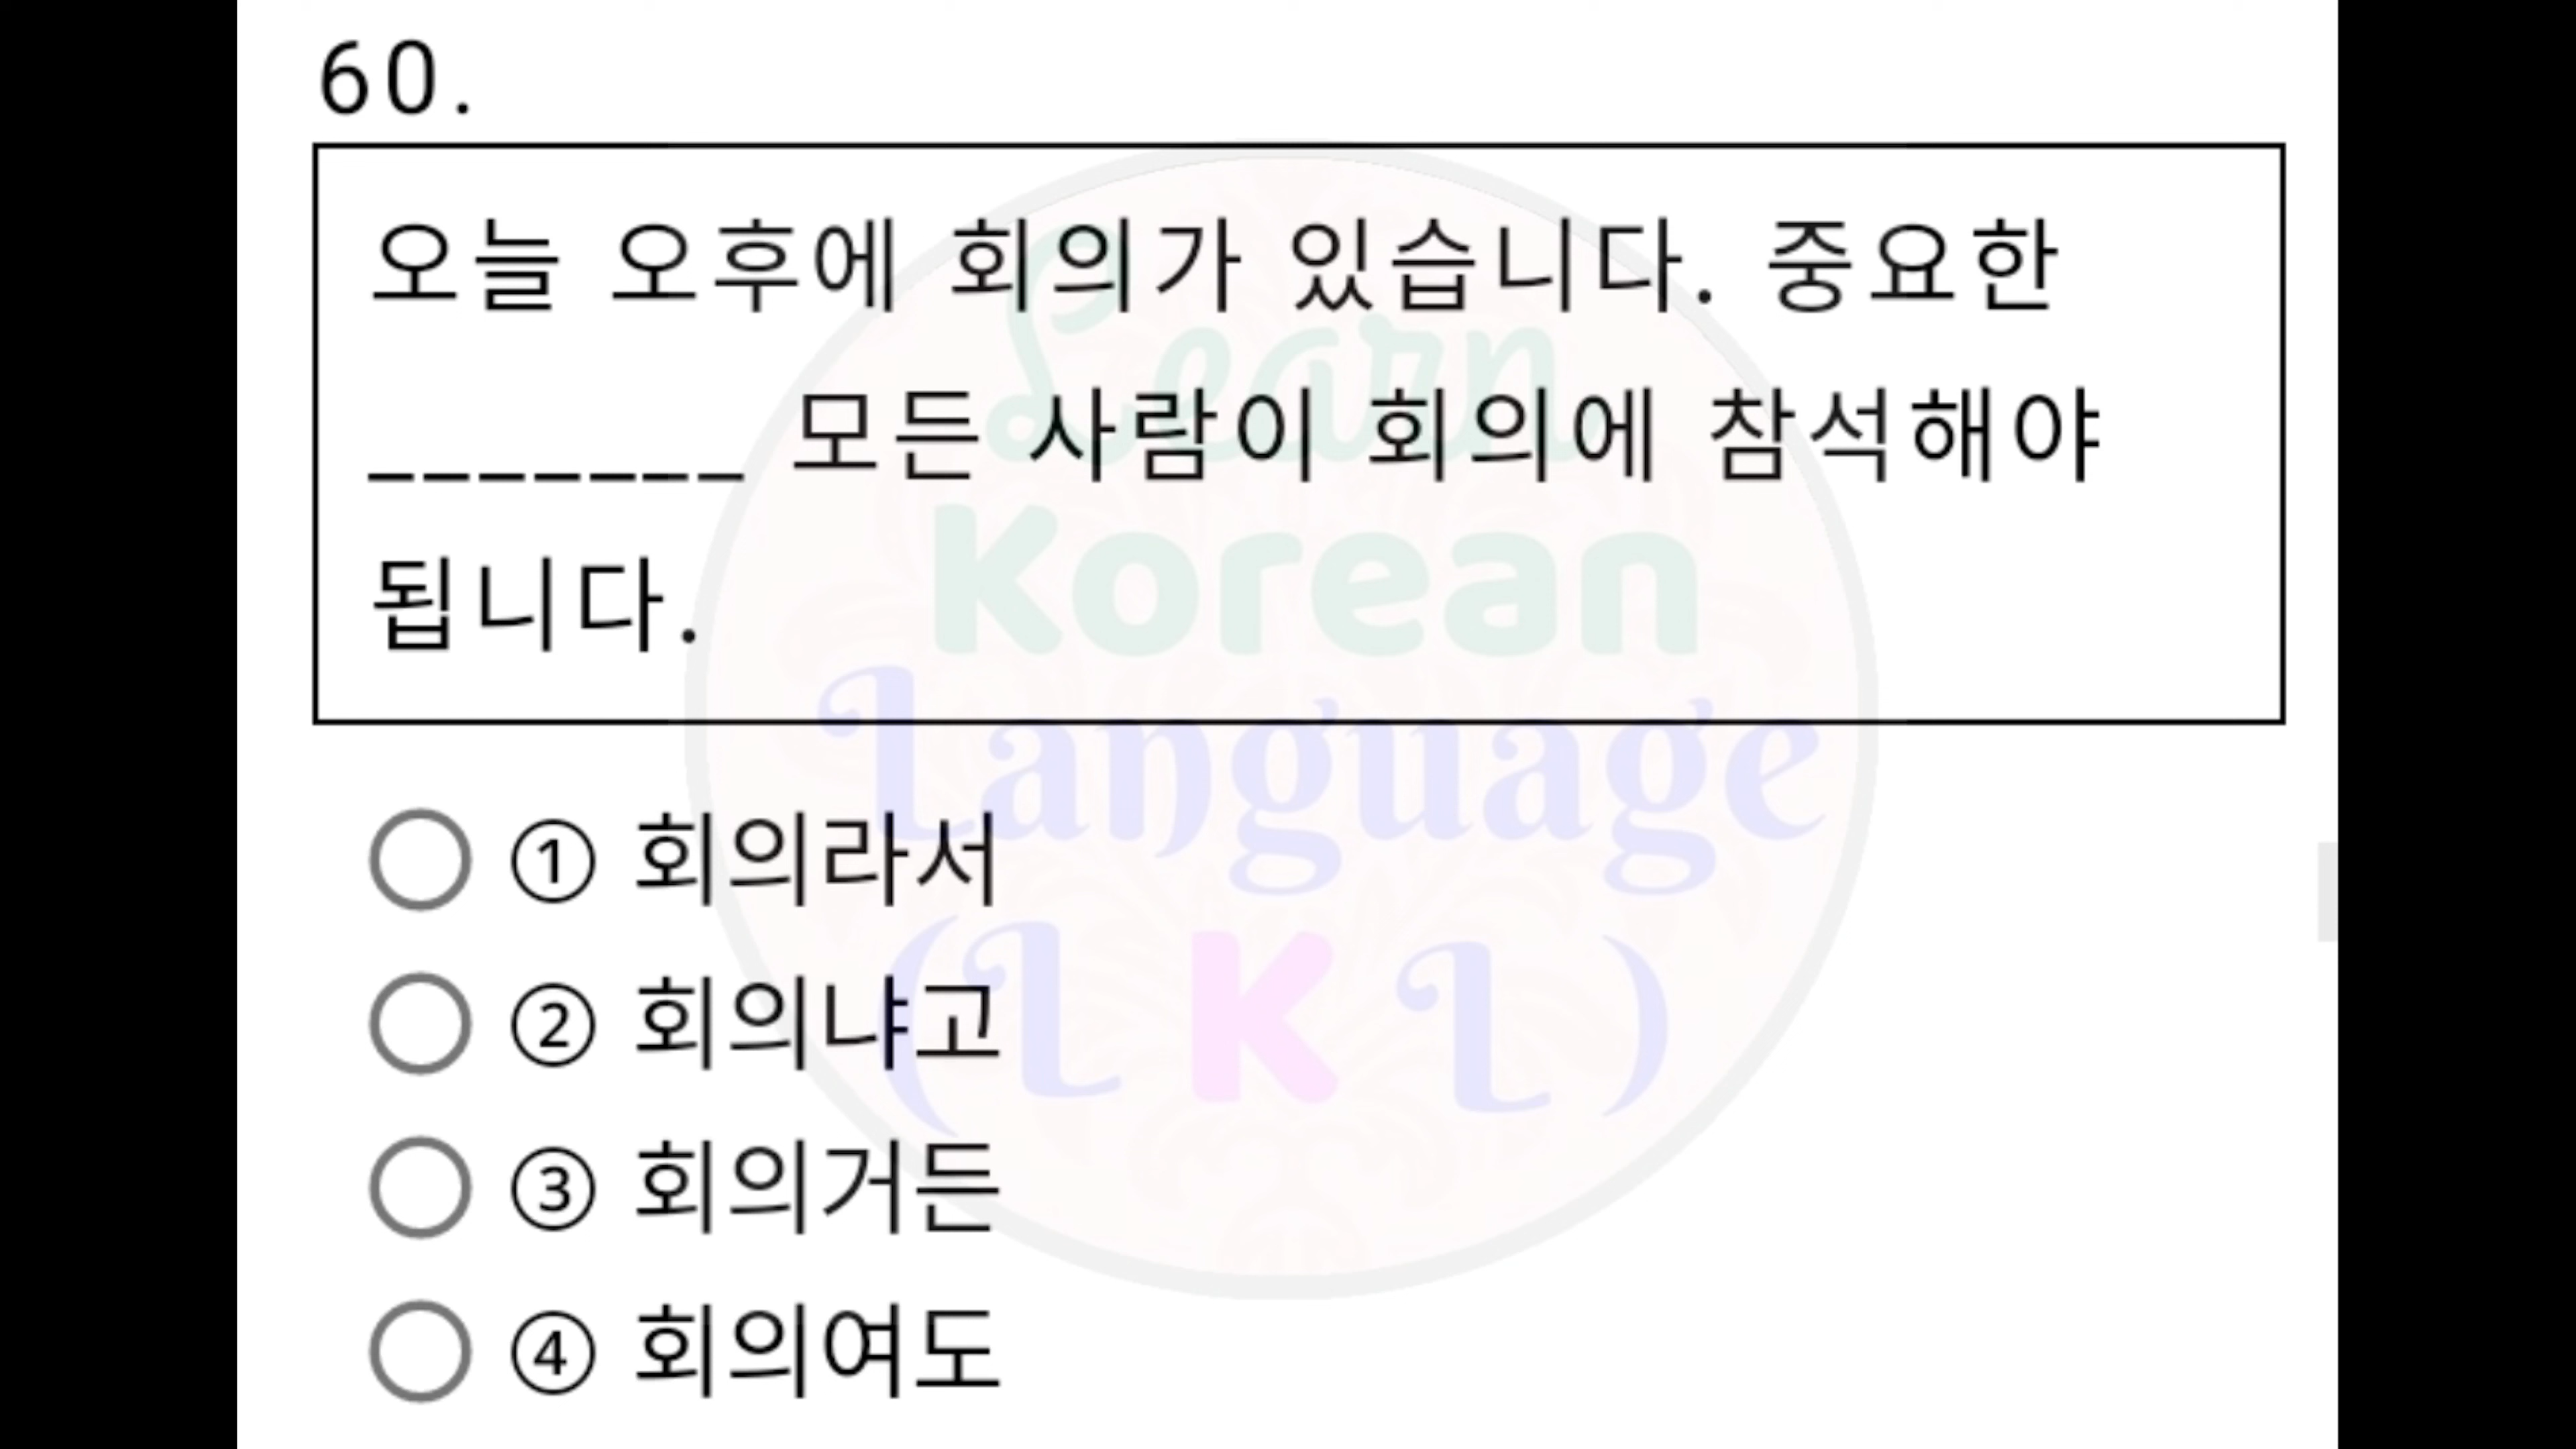 60.
오늘 오후에 회의가 있습니다. 중요한
_______ 모든 사람이 회의에 참석해야
됩니다.
Learn
Korean
Language
(L K L)
① 회의라서
② 회의냐고
③ 회의거든
④ 회의여도